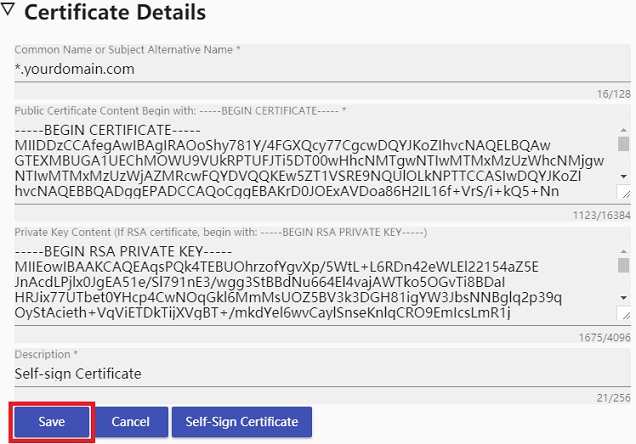 Certificate Details
Common Name or Subject Alternative Name *
*.yourdomain.com
16/128
Public Certificate Content Begin with: -----BEGIN CERTIFICATE----- *
-----BEGIN CERTIFICATE-----
MIIDDzCCAfegAwIBAgIRAOoShy781Y/4FGXQcy77CgcwDQYJKoZIhvcNAQELBQAw
GTEXMBUGA1UEChMOWU9VUkRPTUFJTi5DT00wHhcNMTgwNTIwMTMxMzUzWhcNMjgw
NTIwMTMxMzUzWjAZMRcwFQYDVQQKEw5ZT1VSRE9NQUlOLkNPTTCCASIwDQYJKoZI
hvcNAQEBBQADggEPADCCAQoCggEBAKrD0JOExAVDoa86H2IL16f+VrS/i+kQ5+Nn
1123/16384
Private Key Content (If RSA certificate, begin with: -----BEGIN RSA PRIVATE KEY-----)
-----BEGIN RSA PRIVATE KEY-----
MIIEowIBAAKCAQEAqsPQk4TEBUOhrzofYgvXp/5WtL+L6RDn42eWLEl22154aZ5E
JnAcdLPjlx0JgEA51e/Sl791nE3/wgg3StBBdNu664El4vajAWTko5OGvTi8BDaI
HRJix77UTbet0YHcp4CwNOqGkl6MmMsUOZ5BV3k3DGH81igYW3JbsNNBglq2p39q
OyStAcieth+VqViETDkTijXVgBT+/mkdYel6wvCaylSnseKnlqCRO9EmIcsLmR1j
1675/4096
Description *
Self-sign Certificate
21/256
Save Cancel Self-Sign Certificate